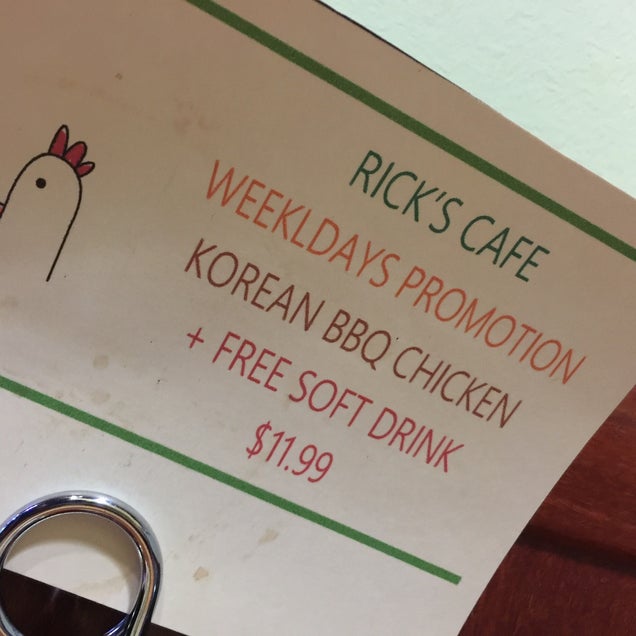 RICK'S CAFE
WEEKLDAYS PROMOTION
KOREAN BBQ CHICKEN
+ FREE SOFT DRINK
$11.99